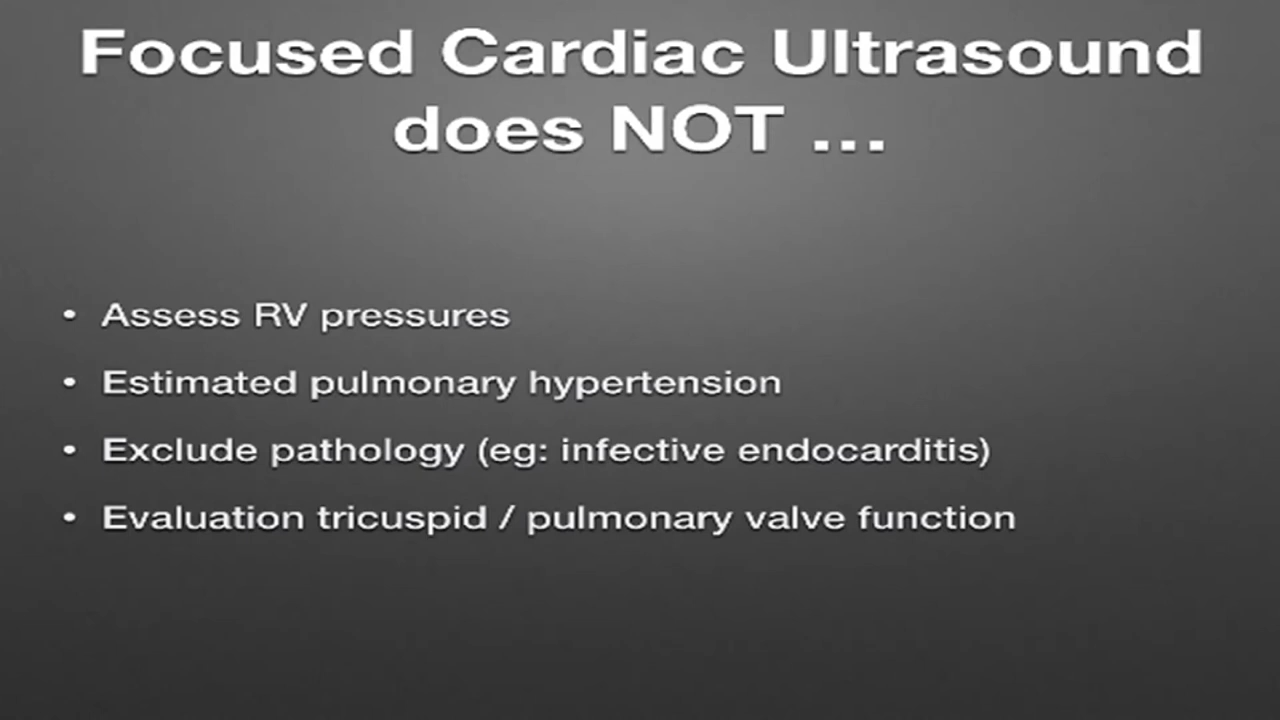 Focused Cardiac Ultrasound
does NOT ...
• Assess RV pressures
• Estimated pulmonary hypertension
• Exclude pathology (eg: infective endocarditis)
• Evaluation tricuspid / pulmonary valve function